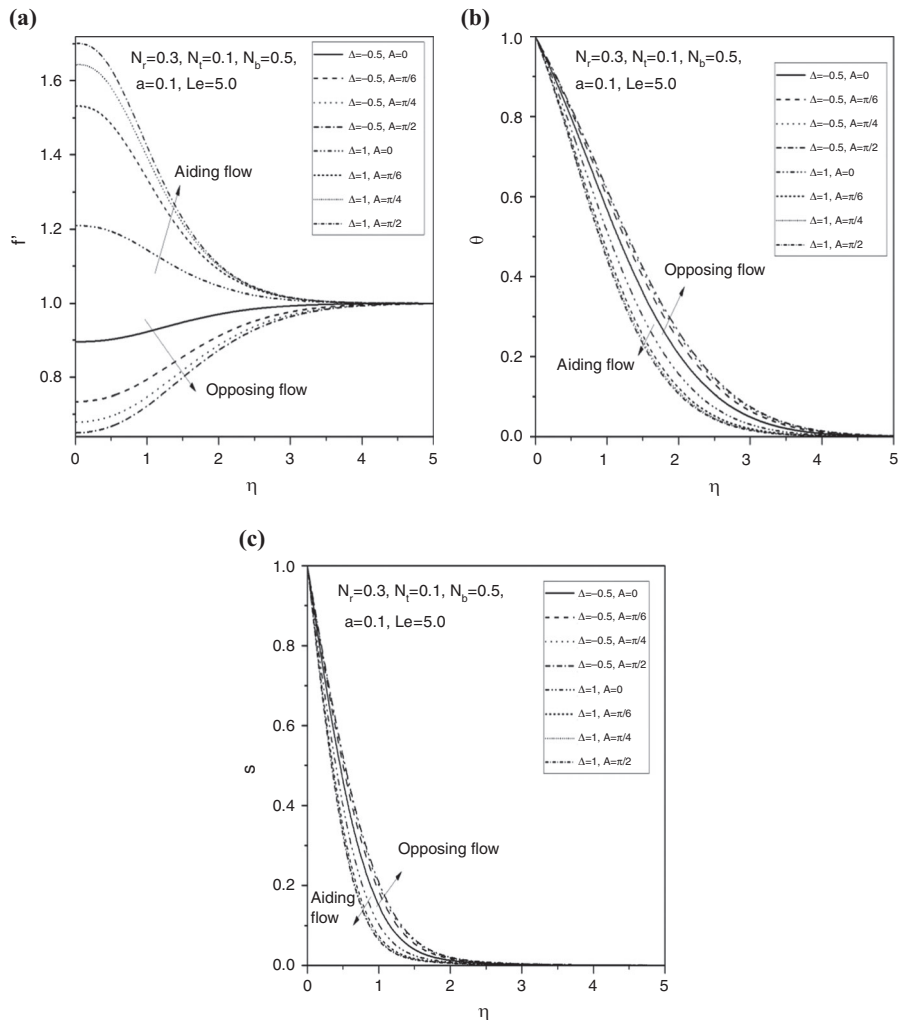 (a)
N_r=0.3, N_t=0.1, N_b=0.5,
a=0.1, Le=5.0
Δ=−0.5, A=0
Δ=−0.5, A=π/6
Δ=−0.5, A=π/4
Δ=−0.5, A=π/2
Δ=1, A=0
Δ=1, A=π/6
Δ=1, A=π/4
Δ=1, A=π/2
Aiding flow
Opposing flow
f'
1.6
1.4
1.2
1.0
0.8
0 1 2 3 4 5
η
(b)
N_r=0.3, N_t=0.1, N_b=0.5,
a=0.1, Le=5.0
Δ=−0.5, A=0
Δ=−0.5, A=π/6
Δ=−0.5, A=π/4
Δ=−0.5, A=π/2
Δ=1, A=0
Δ=1, A=π/6
Δ=1, A=π/4
Δ=1, A=π/2
Opposing flow
Aiding flow
θ
1.0
0.8
0.6
0.4
0.2
0.0
0 1 2 3 4 5
η
(c)
N_r=0.3, N_t=0.1, N_b=0.5,
a=0.1, Le=5.0
Δ=−0.5, A=0
Δ=−0.5, A=π/6
Δ=−0.5, A=π/4
Δ=−0.5, A=π/2
Δ=1, A=0
Δ=1, A=π/6
Δ=1, A=π/4
Δ=1, A=π/2
Opposing flow
Aiding
flow
s
1.0
0.8
0.6
0.4
0.2
0.0
0 1 2 3 4 5
η